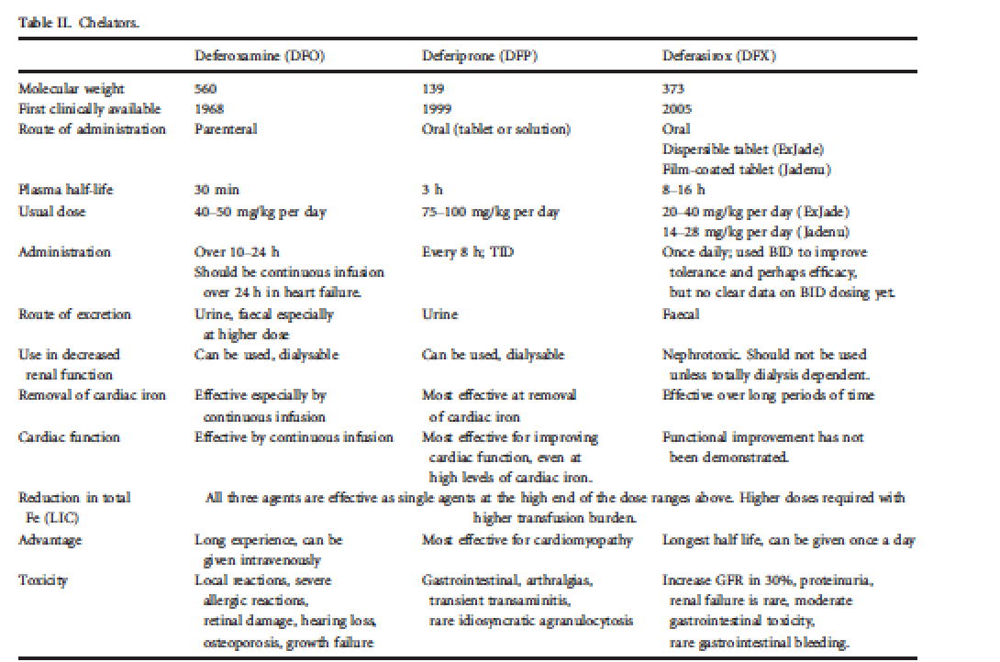 Table II. Chelators.
Deferoxamine (DFO) Deferiprone (DFP) Deferasirox (DFX)
Molecular weight 560 139 373
First clinically available 1968 1999 2005
Route of administration Parenteral Oral (tablet or solution) Oral
Dispersible tablet (ExJade)
Film-coated tablet (Jadenu)
Plasma half-life 30 min 3 h 8–16 h
Usual dose 40–50 mg/kg per day 75–100 mg/kg per day 20–40 mg/kg per day (ExJade)
14–28 mg/kg per day (Jadenu)
Administration Over 10–24 h Every 8 h; TID Once daily; used BID to improve
Should be continuous infusion tolerance and perhaps efficacy,
over 24 h in heart failure. but no clear data on BID dosing yet.
Route of excretion Urine, faecal especially Urine Faecal
at higher dose
Use in decreased Can be used, dialysable Can be used, dialysable Nephrotoxic. Should not be used
renal function unless totally dialysis dependent.
Removal of cardiac iron Effective especially by Most effective at removal Effective over long periods of time
continuous infusion of cardiac iron
Cardiac function Effective by continuous infusion Most effective for improving Functional improvement has not
cardiac function, even at been demonstrated.
high levels of cardiac iron.
Reduction in total All three agents are effective as single agents at the high end of the dose ranges above. Higher doses required with
Fe (LIC) higher transfusion burden.
Advantage Long experience, can be Most effective for cardiomyopathy Longest half life, can be given once a day
given intravenously
Toxicity Local reactions, severe Gastrointestinal, arthralgias, Increase GFR in 30%, proteinuria,
allergic reactions, transient transaminitis, renal failure is rare, moderate
retinal damage, hearing loss, rare idiosyncratic agranulocytosis gastrointestinal toxicity,
osteoporosis, growth failure rare gastrointestinal bleeding.